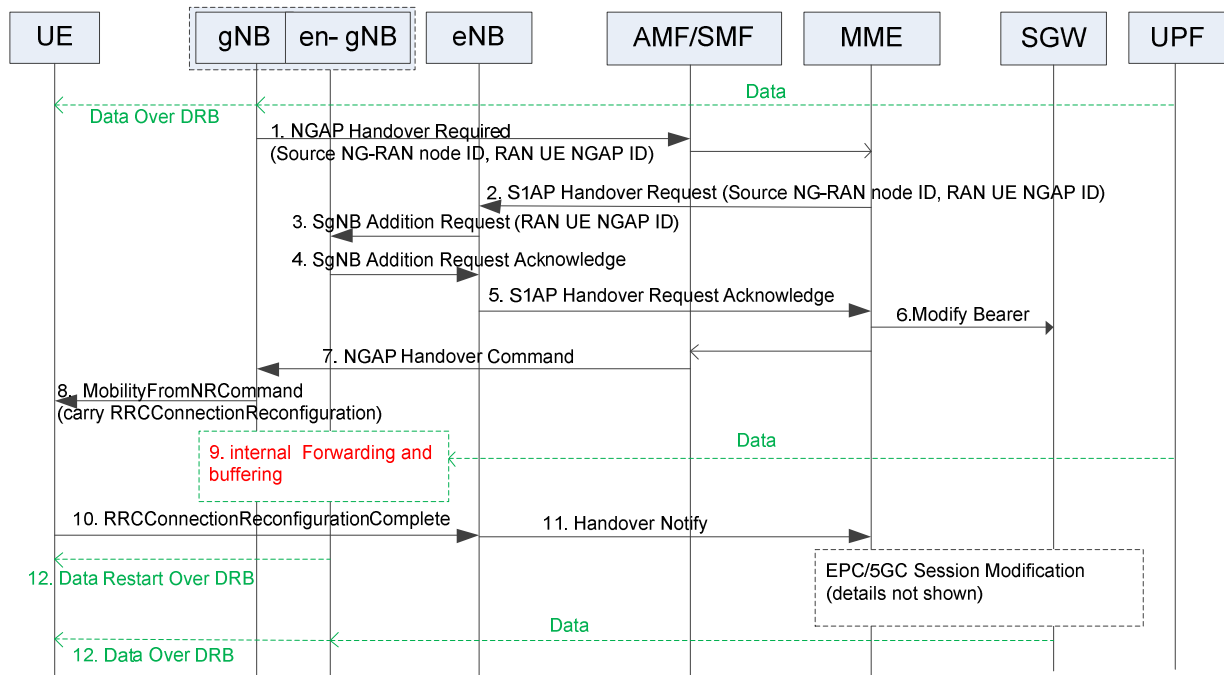 UE gNB en- gNB eNB AMF/SMF MME SGW UPF
Data
Data Over DRB
1. NGAP Handover Required
(Source NG-RAN node ID, RAN UE NGAP ID)
2. S1AP Handover Request (Source NG-RAN node ID, RAN UE NGAP ID)
3. SgNB Addition Request (RAN UE NGAP ID)
4. SgNB Addition Request Acknowledge
5. S1AP Handover Request Acknowledge
6.Modify Bearer
7. NGAP Handover Command
8. MobilityFromNRCommand
(carry RRCConnectionReconfiguration)
Data
9. internal Forwarding and
buffering
10. RRCConnectionReconfigurationComplete
11. Handover Notify
12. Data Restart Over DRB
EPC/5GC Session Modification
(details not shown)
Data
12. Data Over DRB